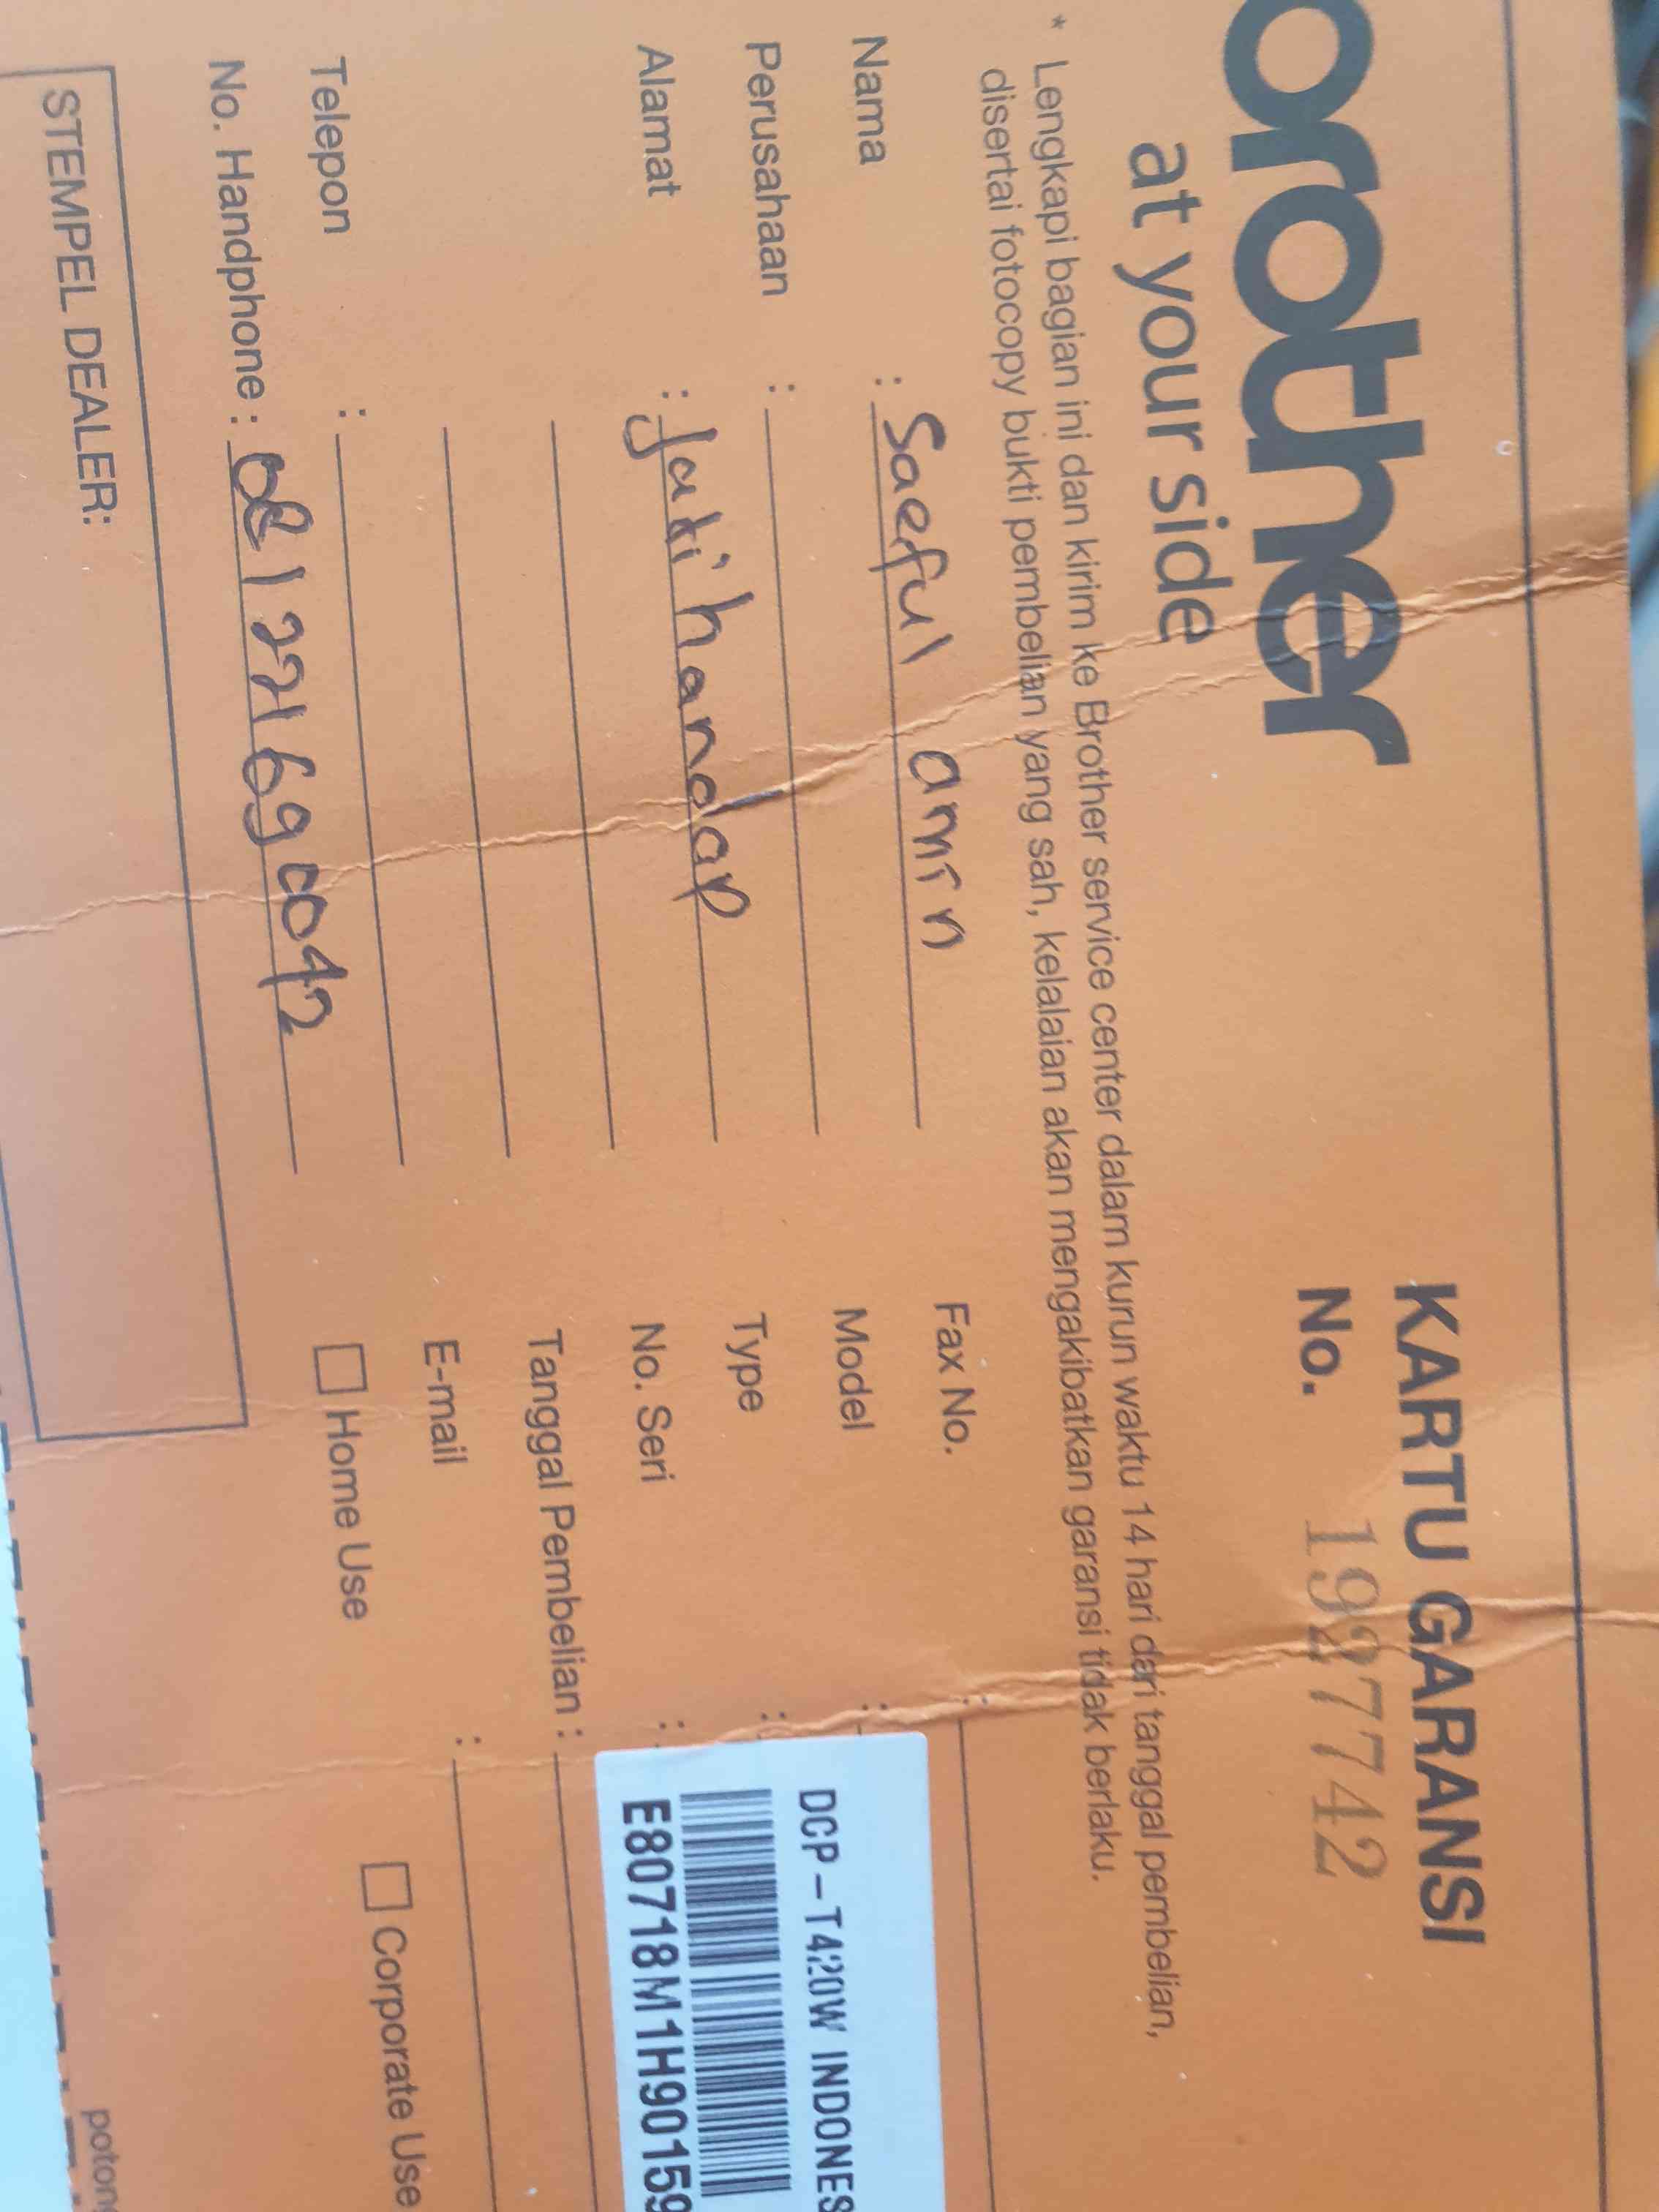 brother
at your side
KARTU GARANSI
No. 1927742
* Lengkapi bagian ini dan kirim ke Brother service center dalam kurun waktu 14 hari dari tanggal pembelian,
disertai fotocopy bukti pembelian yang sah, kelalaian akan mengakibatkan garansi tidak berlaku.
Nama : Saeful amin
Perusahaan :
Alamat : Jatihandap
Telepon :
No. Handphone : 081221690042
Fax No. :
Model :
Type :
No. Seri :
DCP-T420W INDONES
E80718M1H90159
Tanggal Pembelian :
E-mail :
Home Use
Corporate Use
STEMPEL DEALER:
potong